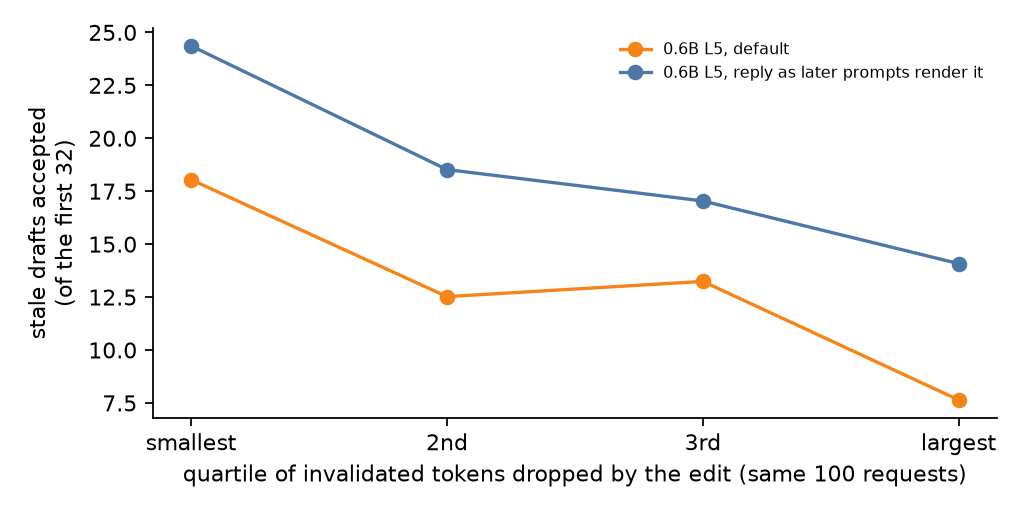 25.0
22.5
20.0
17.5
15.0
12.5
10.0
7.5
stale drafts accepted
(of the first 32)
0.6B L5, default
0.6B L5, reply as later prompts render it
smallest
2nd
3rd
largest
quartile of invalidated tokens dropped by the edit (same 100 requests)